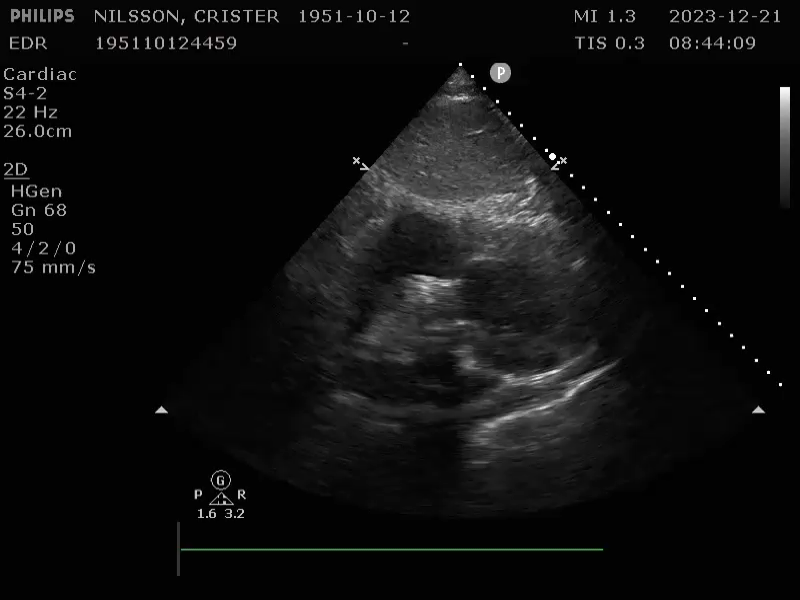 PHILIPS NILSSON, CRISTER 1951-10-12 MI 1.3 2023-12-21
EDR 195110124459 - TIS 0.3 08:44:09
Cardiac
S4-2
22 Hz
26.0cm
2D
HGen
Gn 68
50
4/2/0
75 mm/s
P
G
P R
1.6 3.2